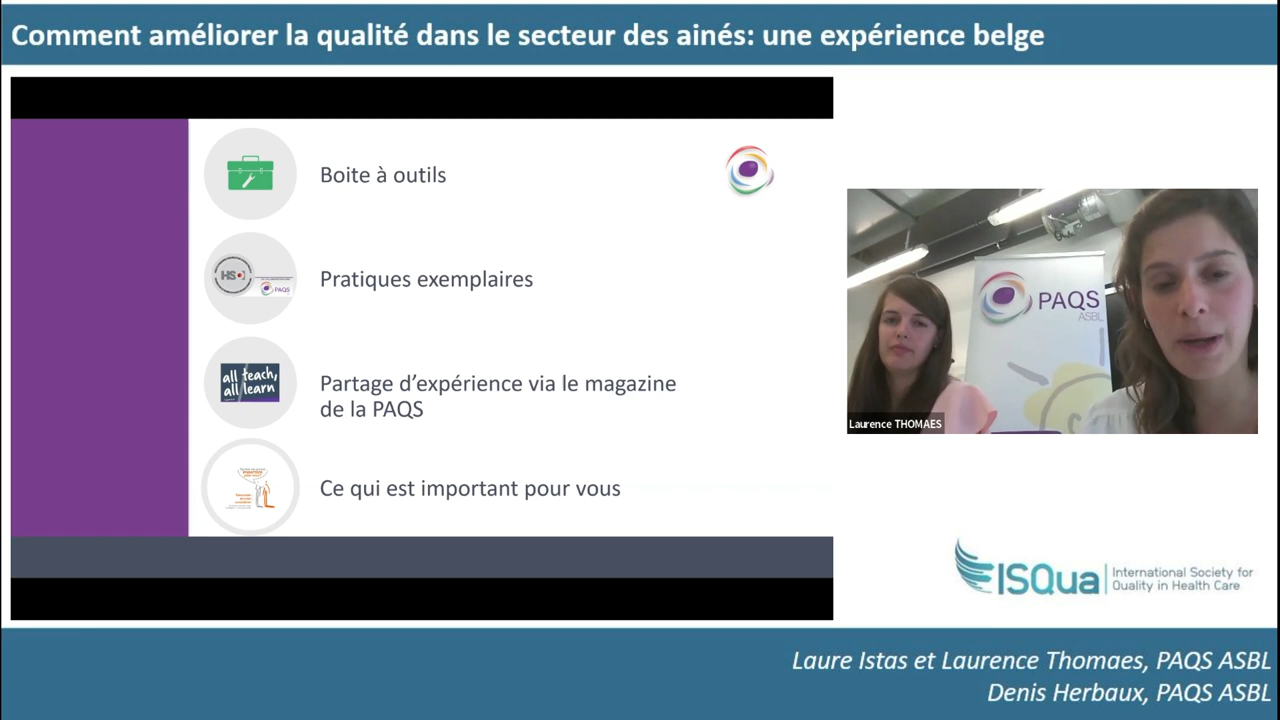 Comment améliorer la qualité dans le secteur des ainés: une expérience belge
Boite à outils
HS
PAQS
Pratiques exemplaires
all teach,
all learn
Partage d’expérience via le magazine
de la PAQS
Ce qui est important pour vous
PAQS
ASBL
Laurence THOMAES
ISQua
International Society for
Quality in Health Care
Laure Istas et Laurence Thomaes, PAQS ASBL
Denis Herbaux, PAQS ASBL